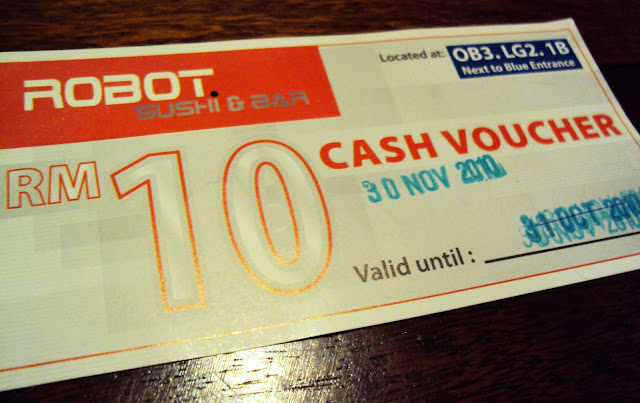 ROBOT.
SUSHI & BAR
Located at: OB3. LG2. 1B
Next to Blue Entrance
RM 10
CASH VOUCHER
30 NOV 2010
Valid until :